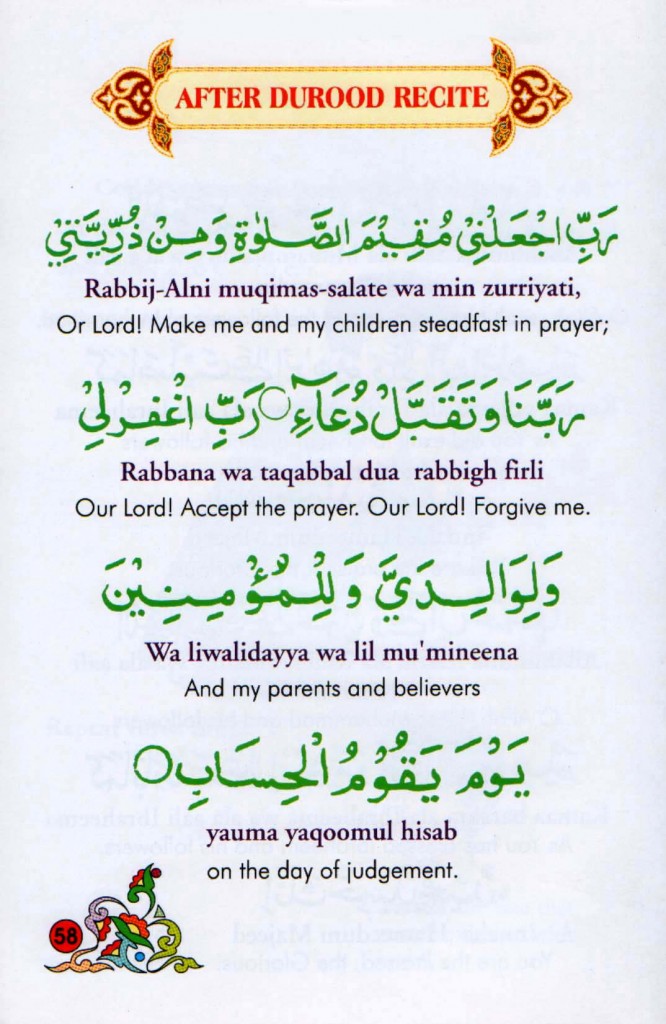 AFTER DUROOD RECITE
رَبِّ اجْعَلْنِيْ مُقِيْمَ الصَّلٰوةِ وَمِنْ ذُرِّيَّتِيْ
Rabbij-Alni muqimas-salate wa min zurriyati,
Or Lord! Make me and my children steadfast in prayer;
رَبَّنَا وَتَقَبَّلْ دُعَآءِ ○ رَبِّ اغْفِرْلِيْ
Rabbana wa taqabbal dua rabbigh firli
Our Lord! Accept the prayer. Our Lord! Forgive me.
وَلِوَالِدَيَّ وَلِلْمُؤْمِنِيْنَ
Wa liwalidayya wa lil mu'mineena
And my parents and believers
يَوْمَ يَقُوْمُ الْحِسَابِ ○
yauma yaqoomul hisab
on the day of judgement.
58